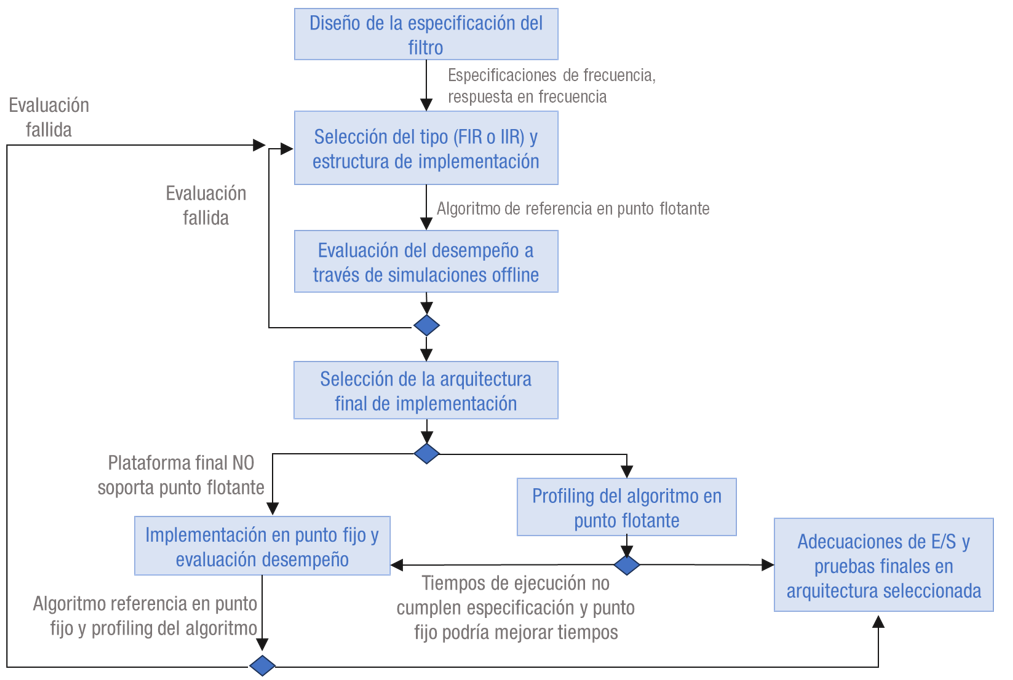 Diseño de la especificación del
filtro
Especificaciones de frecuencia,
respuesta en frecuencia
Evaluación
fallida
Selección del tipo (FIR o IIR) y
estructura de implementación
Evaluación
fallida
Algoritmo de referencia en punto flotante
Evaluación del desempeño a
través de simulaciones offline
Selección de la arquitectura
final de implementación
Plataforma final NO
soporta punto flotante
Profiling del algoritmo en
punto flotante
Implementación en punto fijo y
evaluación desempeño
Adecuaciones de E/S y
pruebas finales en
arquitectura seleccionada
Tiempos de ejecución no
cumplen especificación y punto
fijo podría mejorar tiempos
Algoritmo referencia en punto
fijo y profiling del algoritmo